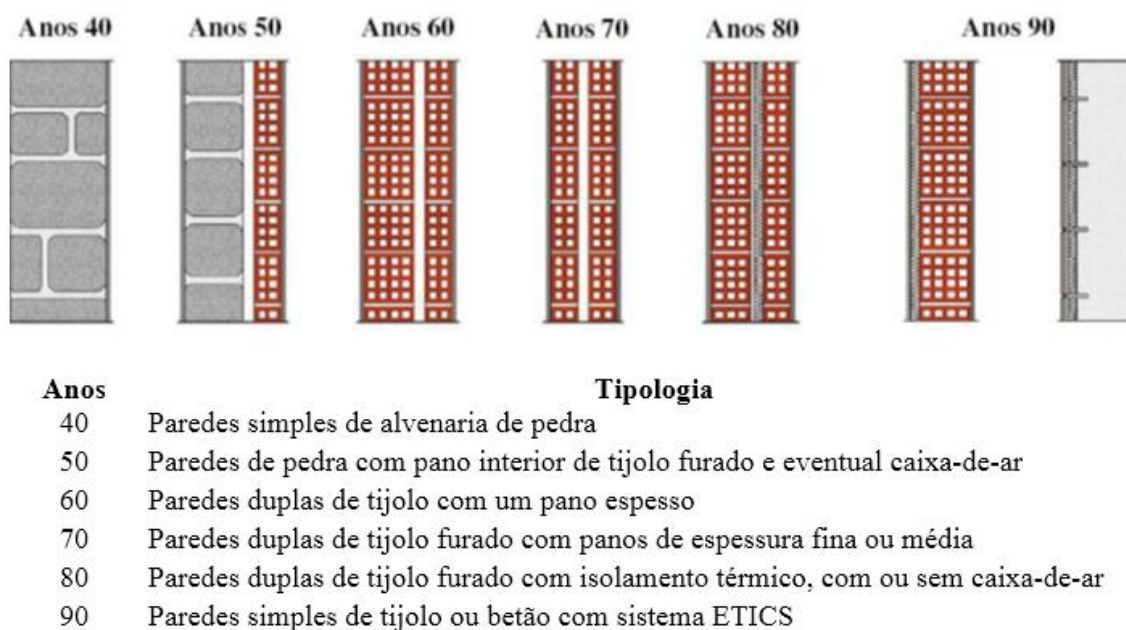 Anos 40 Anos 50 Anos 60 Anos 70 Anos 80 Anos 90
Anos Tipologia
40 Paredes simples de alvenaria de pedra
50 Paredes de pedra com pano interior de tijolo furado e eventual caixa-de-ar
60 Paredes duplas de tijolo com um pano espesso
70 Paredes duplas de tijolo furado com panos de espessura fina ou média
80 Paredes duplas de tijolo furado com isolamento térmico, com ou sem caixa-de-ar
90 Paredes simples de tijolo ou betão com sistema ETICS